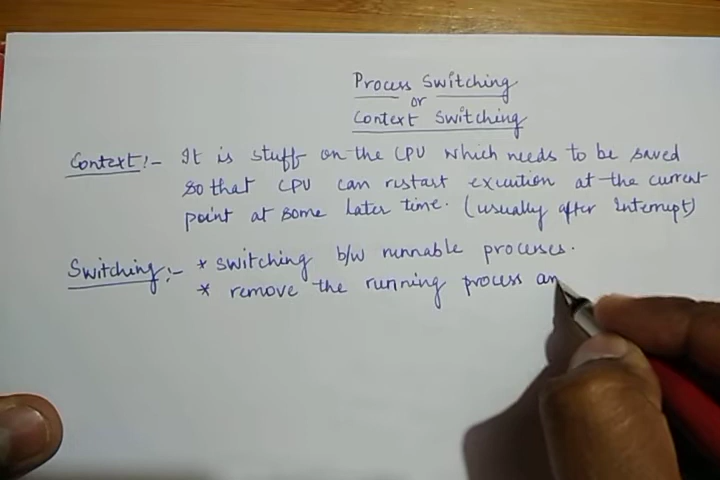 Process Switching
or
Context Switching
Context:- It is stuff on the CPU which needs to be saved
so that CPU can ristart excuition at the current
point at some later time. (usually after Interrupt)
Switching:- * switching b/w runnable processes.
* remove the running process an